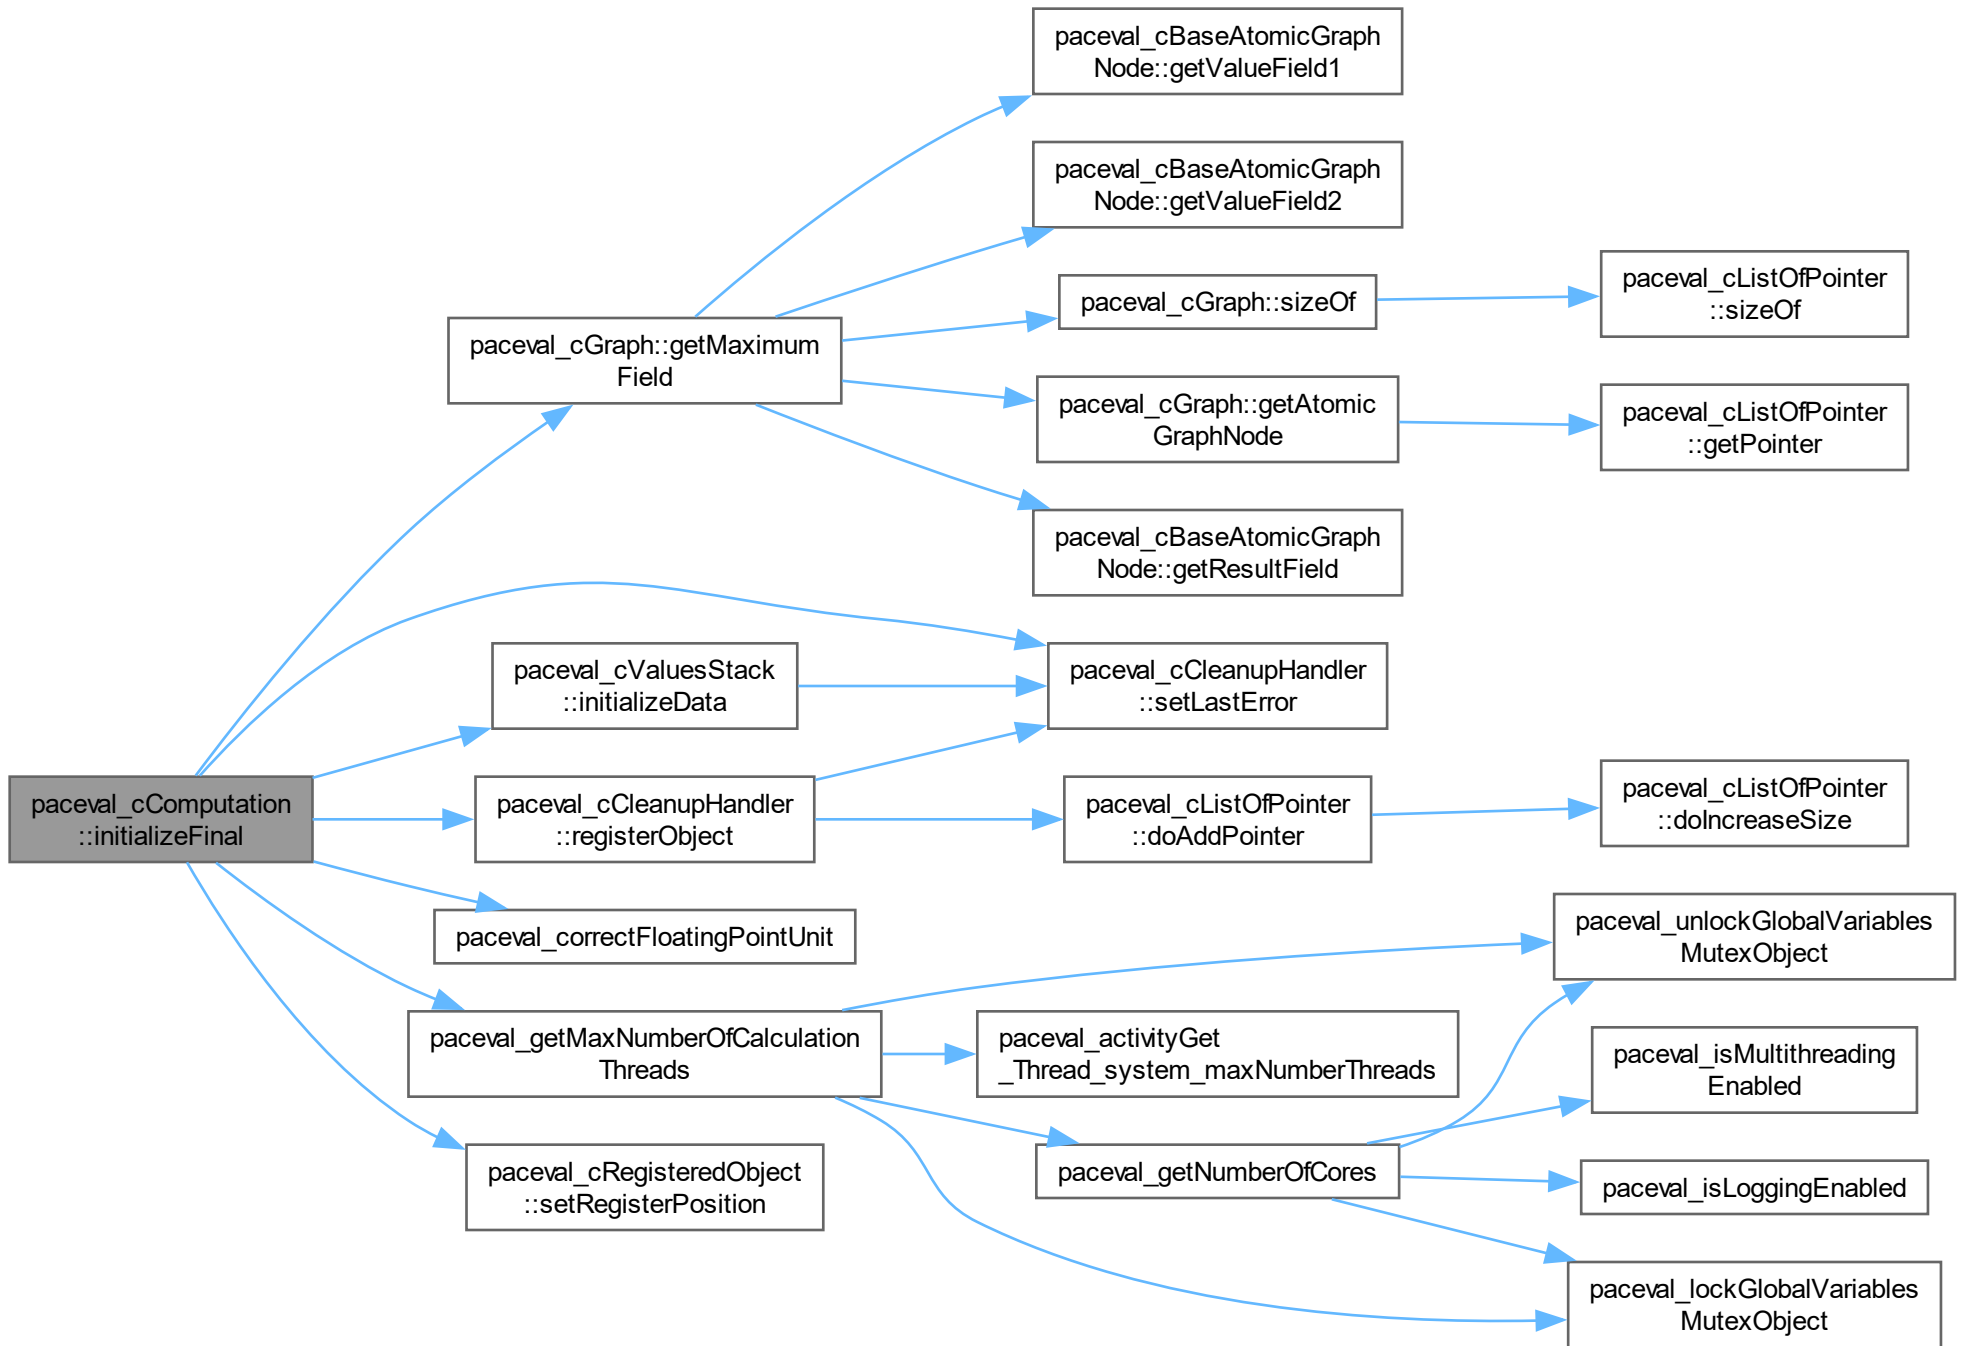 paceval_cBaseAtomicGraph
Node::getValueField1
paceval_cBaseAtomicGraph
Node::getValueField2
paceval_cGraph::sizeOf
paceval_cListOfPointer
::sizeOf
paceval_cGraph::getMaximum
Field
paceval_cGraph::getAtomic
GraphNode
paceval_cListOfPointer
::getPointer
paceval_cBaseAtomicGraph
Node::getResultField
paceval_cValuesStack
::initializeData
paceval_cCleanupHandler
::setLastError
paceval_cComputation
::initializeFinal
paceval_cCleanupHandler
::registerObject
paceval_cListOfPointer
::doAddPointer
paceval_cListOfPointer
::doIncreaseSize
paceval_correctFloatingPointUnit
paceval_unlockGlobalVariables
MutexObject
paceval_getMaxNumberOfCalculation
Threads
paceval_activityGet
_Thread_system_maxNumberThreads
paceval_isMultithreading
Enabled
paceval_getNumberOfCores
paceval_isLoggingEnabled
paceval_cRegisteredObject
::setRegisterPosition
paceval_lockGlobalVariables
MutexObject